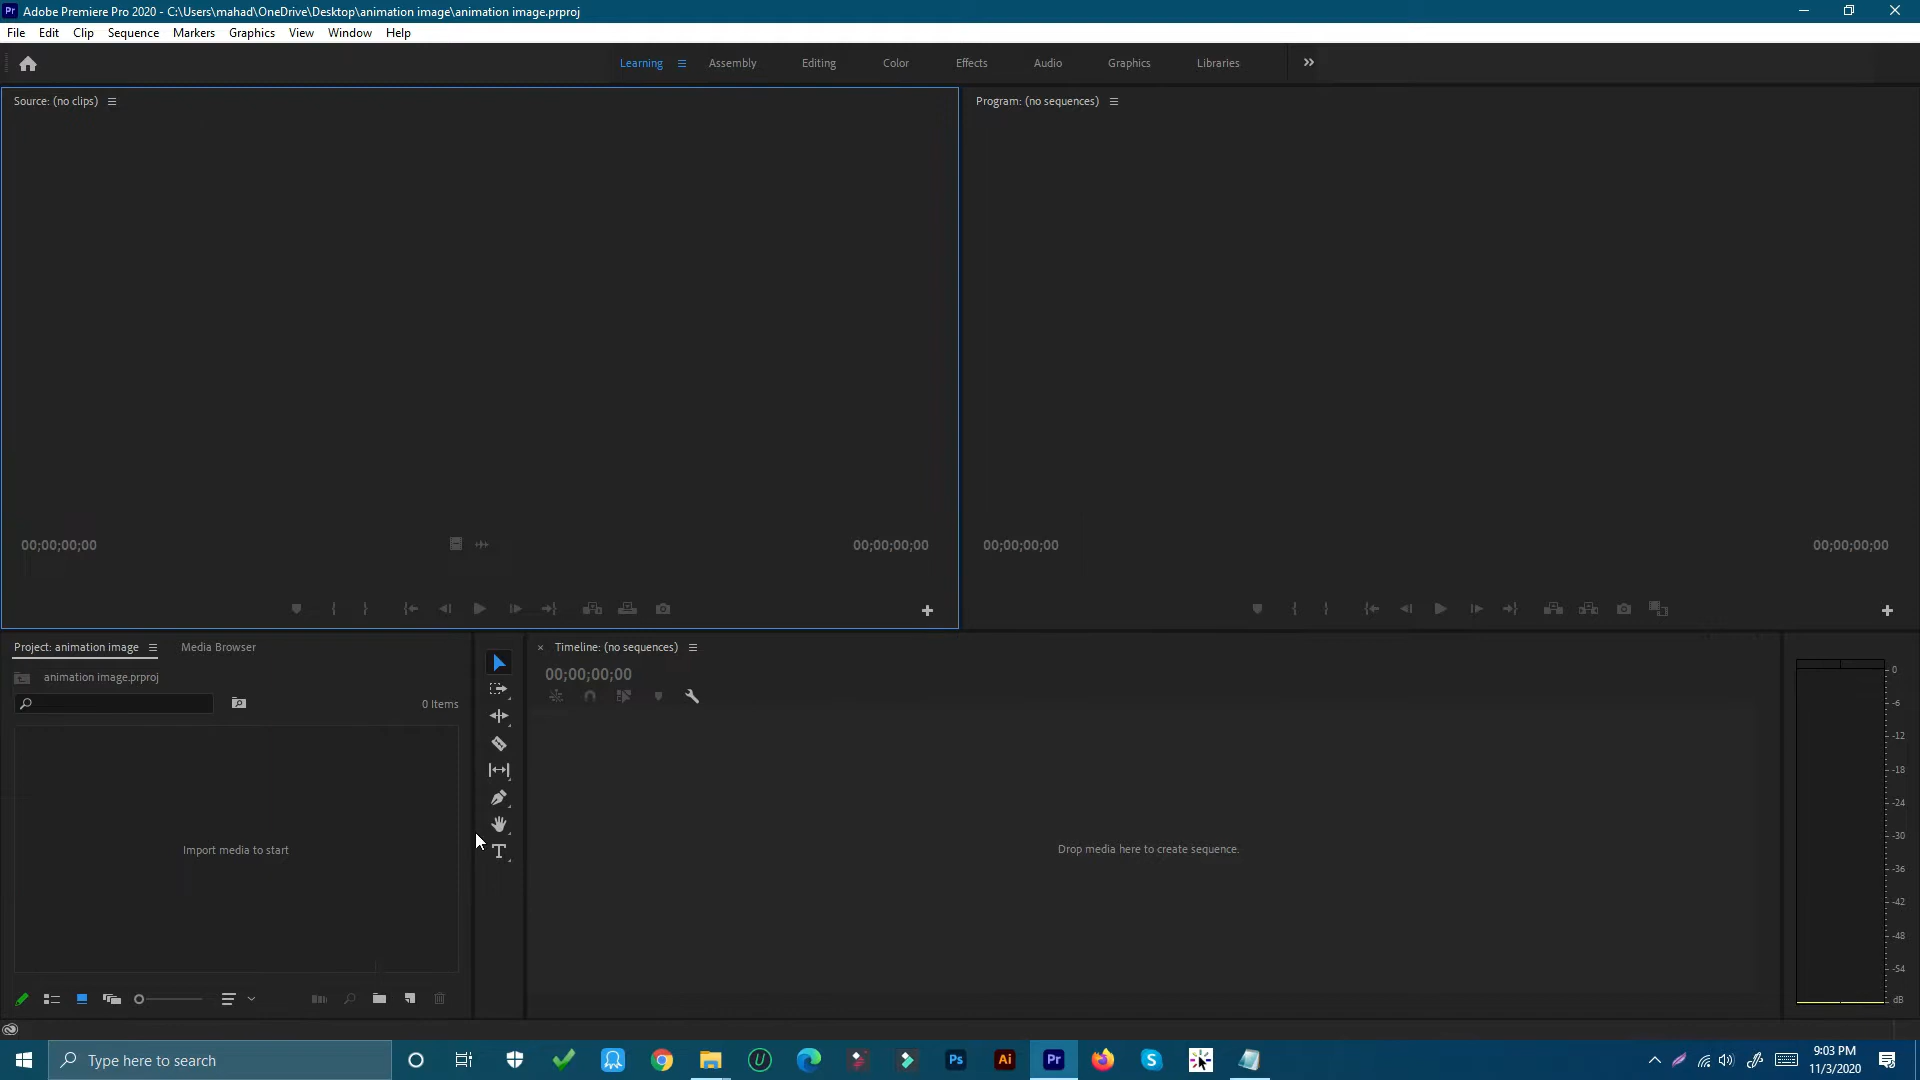 Pr Adobe Premiere Pro 2020 - C:\Users\mahad\OneDrive\Desktop\animation image\animation image.prproj
File Edit Clip Sequence Markers Graphics View Window Help
Learning Assembly Editing Color Effects Audio Graphics Libraries
Source: (no clips)
Program: (no sequences)
00;00;00;00
00;00;00;00
00;00;00;00
00;00;00;00
Project: animation image
Media Browser
animation image.prproj
0 Items
Import media to start
Timeline: (no sequences)
00;00;00;00
Drop media here to create sequence.
0
-6
-12
-18
-24
-30
-36
-42
-48
-54
dB
Type here to search
Ps
Ai
Pr
9:03 PM
11/3/2020